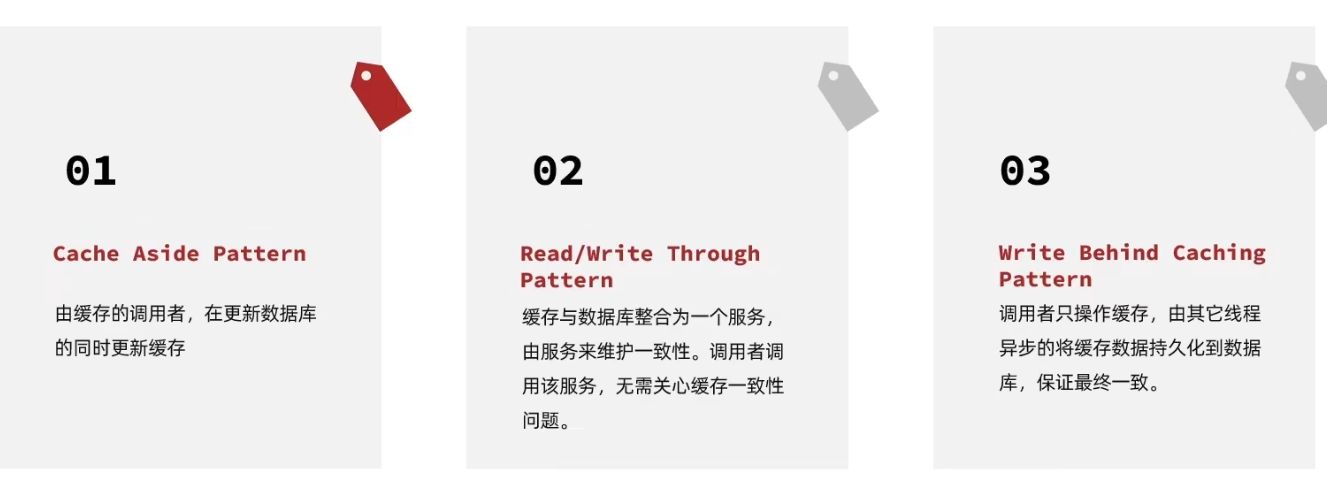 01
Cache Aside Pattern
由缓存的调用者，在更新数据库
的同时更新缓存
02
Read/Write Through
Pattern
缓存与数据库整合为一个服务，
由服务来维护一致性。调用者调
用该服务，无需关心缓存一致性
问题。
03
Write Behind Caching
Pattern
调用者只操作缓存，由其它线程
异步的将缓存数据持久化到数据
库，保证最终一致。